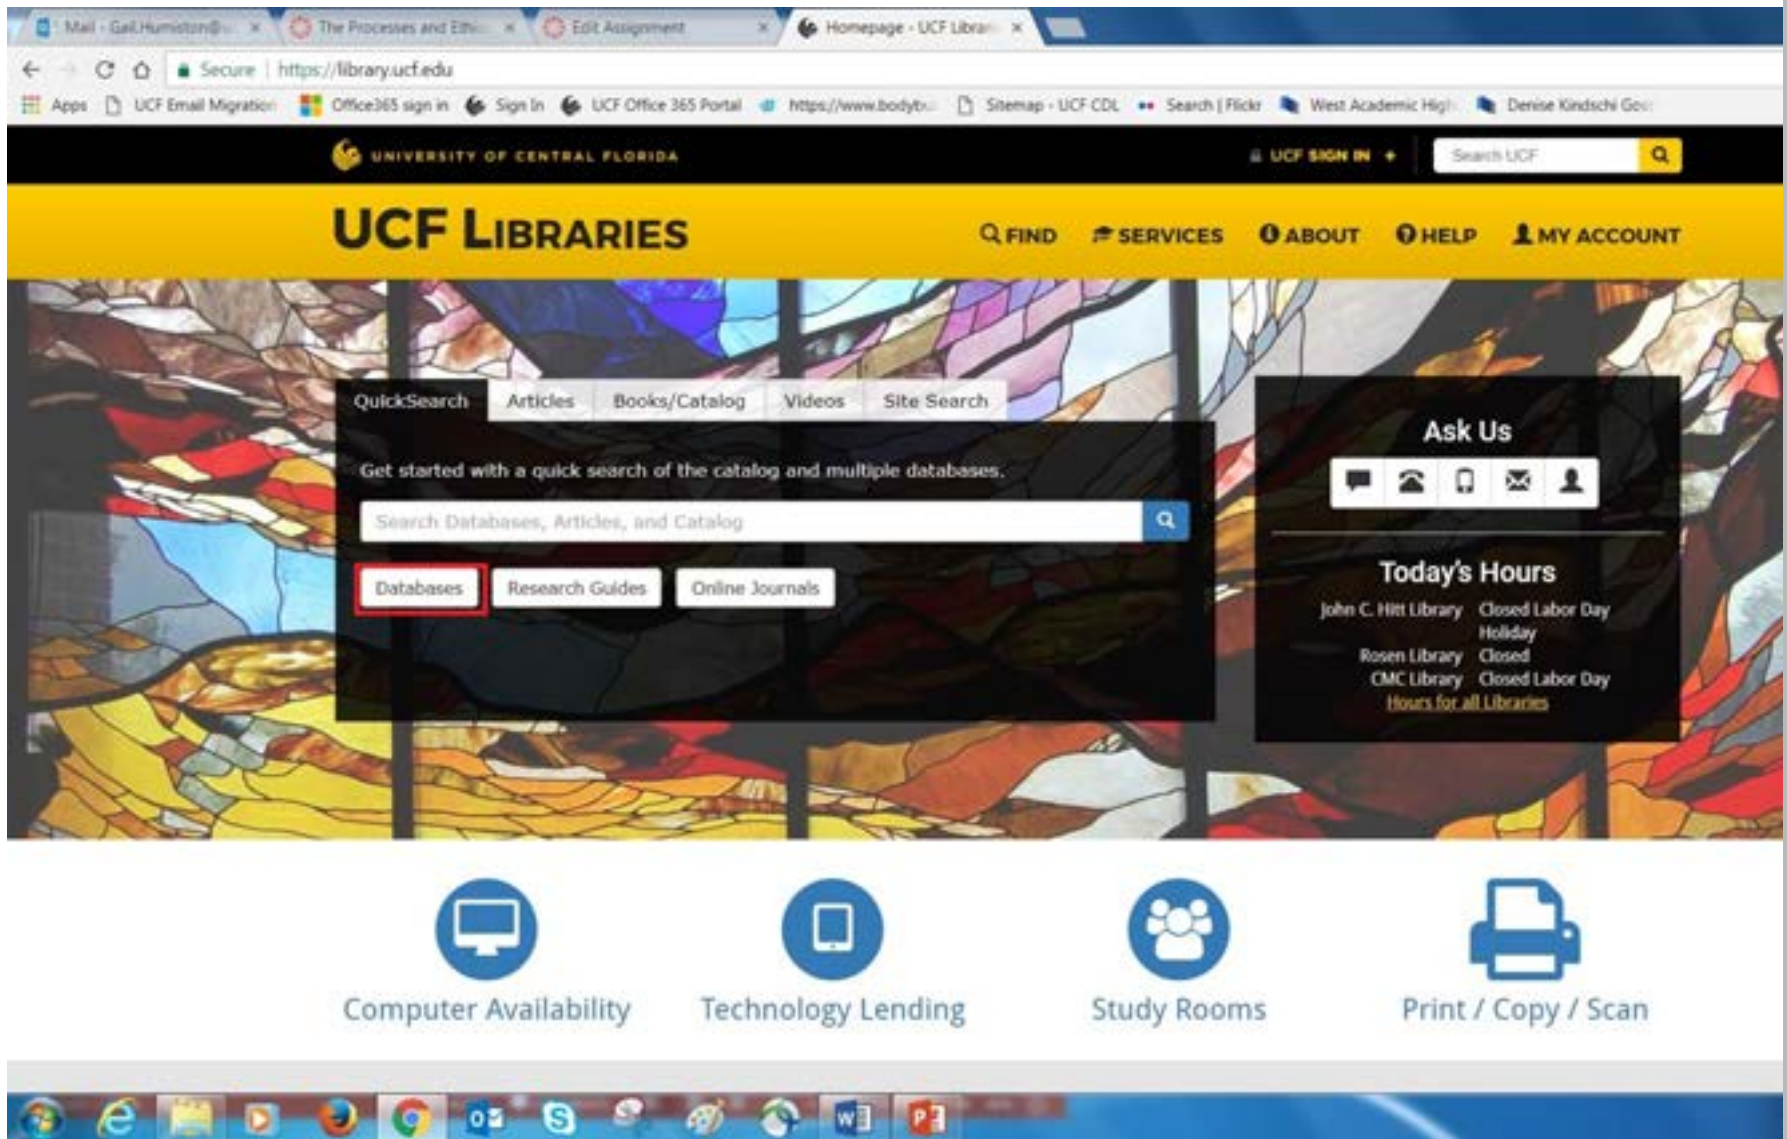 Mail - Gail.Humiston@u
The Processes and Ethi
Edit Assignment
Homepage - UCF Librari
Secure | https://library.ucf.edu
Apps
UCF Email Migration
Office365 sign in
Sign In
UCF Office 365 Portal
https://www.bodybu
Sitemap - UCF CDL
Search | Flickr
West Academic High
Denise Kindschi Gos
UNIVERSITY OF CENTRAL FLORIDA
UCF SIGN IN +
Search UCF
UCF LIBRARIES
FIND
SERVICES
ABOUT
HELP
MY ACCOUNT
QuickSearch
Articles
Books/Catalog
Videos
Site Search
Get started with a quick search of the catalog and multiple databases.
Search Databases, Articles, and Catalog
Databases
Research Guides
Online Journals
Ask Us
Today's Hours
John C. Hitt Library Closed Labor Day
Holiday
Rosen Library Closed
CMC Library Closed Labor Day
Hours for all Libraries
Computer Availability
Technology Lending
Study Rooms
Print / Copy / Scan